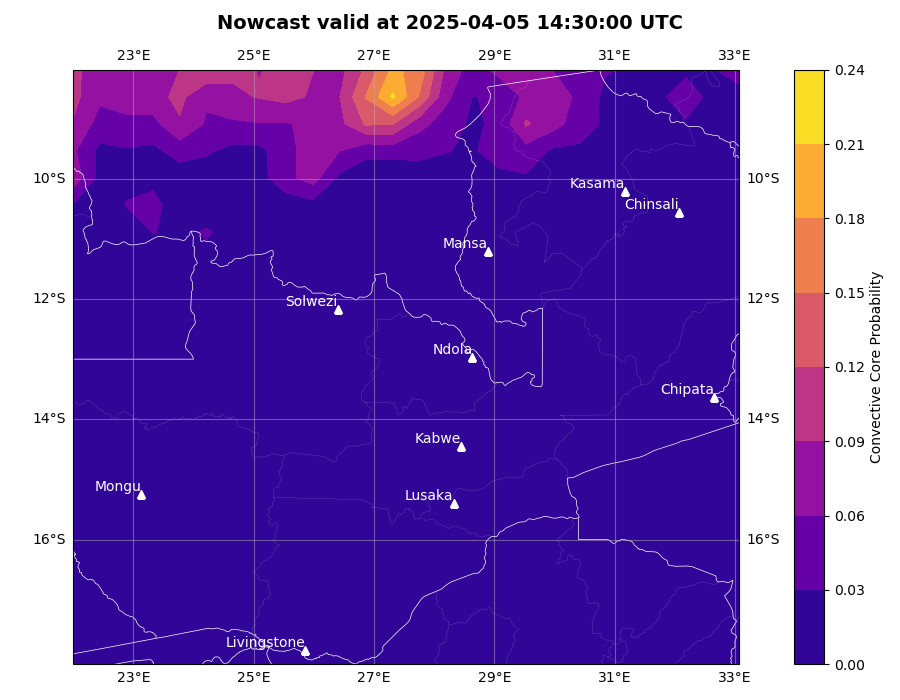 Nowcast valid at 2025-04-05 14:30:00 UTC
23°E 25°E 27°E 29°E 31°E 33°E
0.24
0.21
10°S Kasama 10°S
Chinsali
0.18
Mansa
12°S Solwezi 12°S
0.15
Ndola
0.12
Chipata
14°S 14°S
Kabwe
0.09
Mongu Lusaka
0.06
16°S 16°S
0.03
Livingstone
0.00
23°E 25°E 27°E 29°E 31°E 33°E
Convective Core Probability